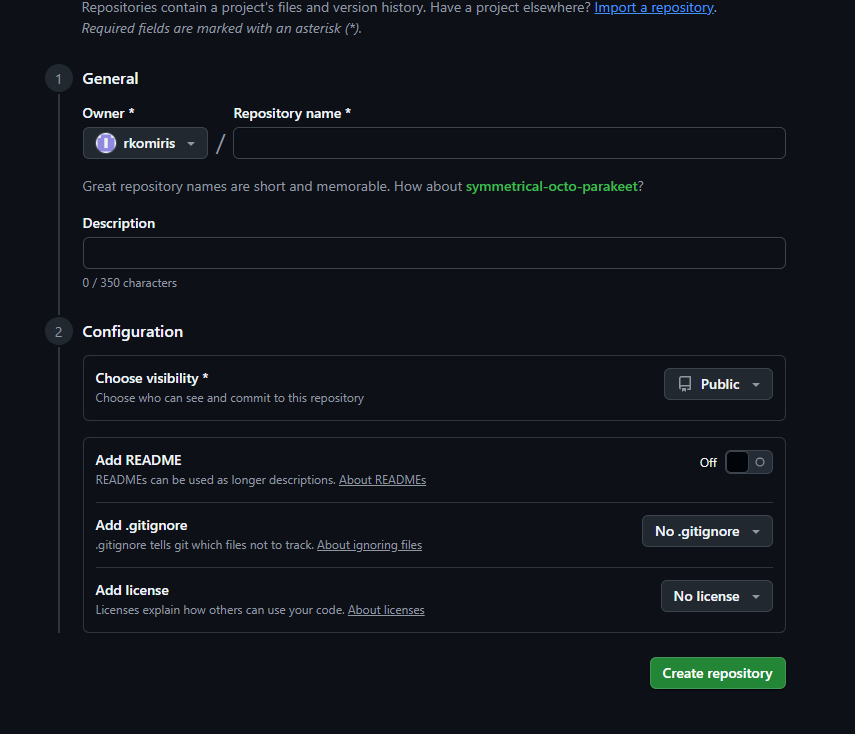 Repositories contain a project's files and version history. Have a project elsewhere? Import a repository.
Required fields are marked with an asterisk (*).
1 General
Owner * Repository name *
rkomiris /
Great repository names are short and memorable. How about symmetrical-octo-parakeet?
Description
0 / 350 characters
2 Configuration
Choose visibility *
Choose who can see and commit to this repository
Public
Add README
READMEs can be used as longer descriptions. About READMEs
Off
Add .gitignore
.gitignore tells git which files not to track. About ignoring files
No .gitignore
Add license
Licenses explain how others can use your code. About licenses
No license
Create repository